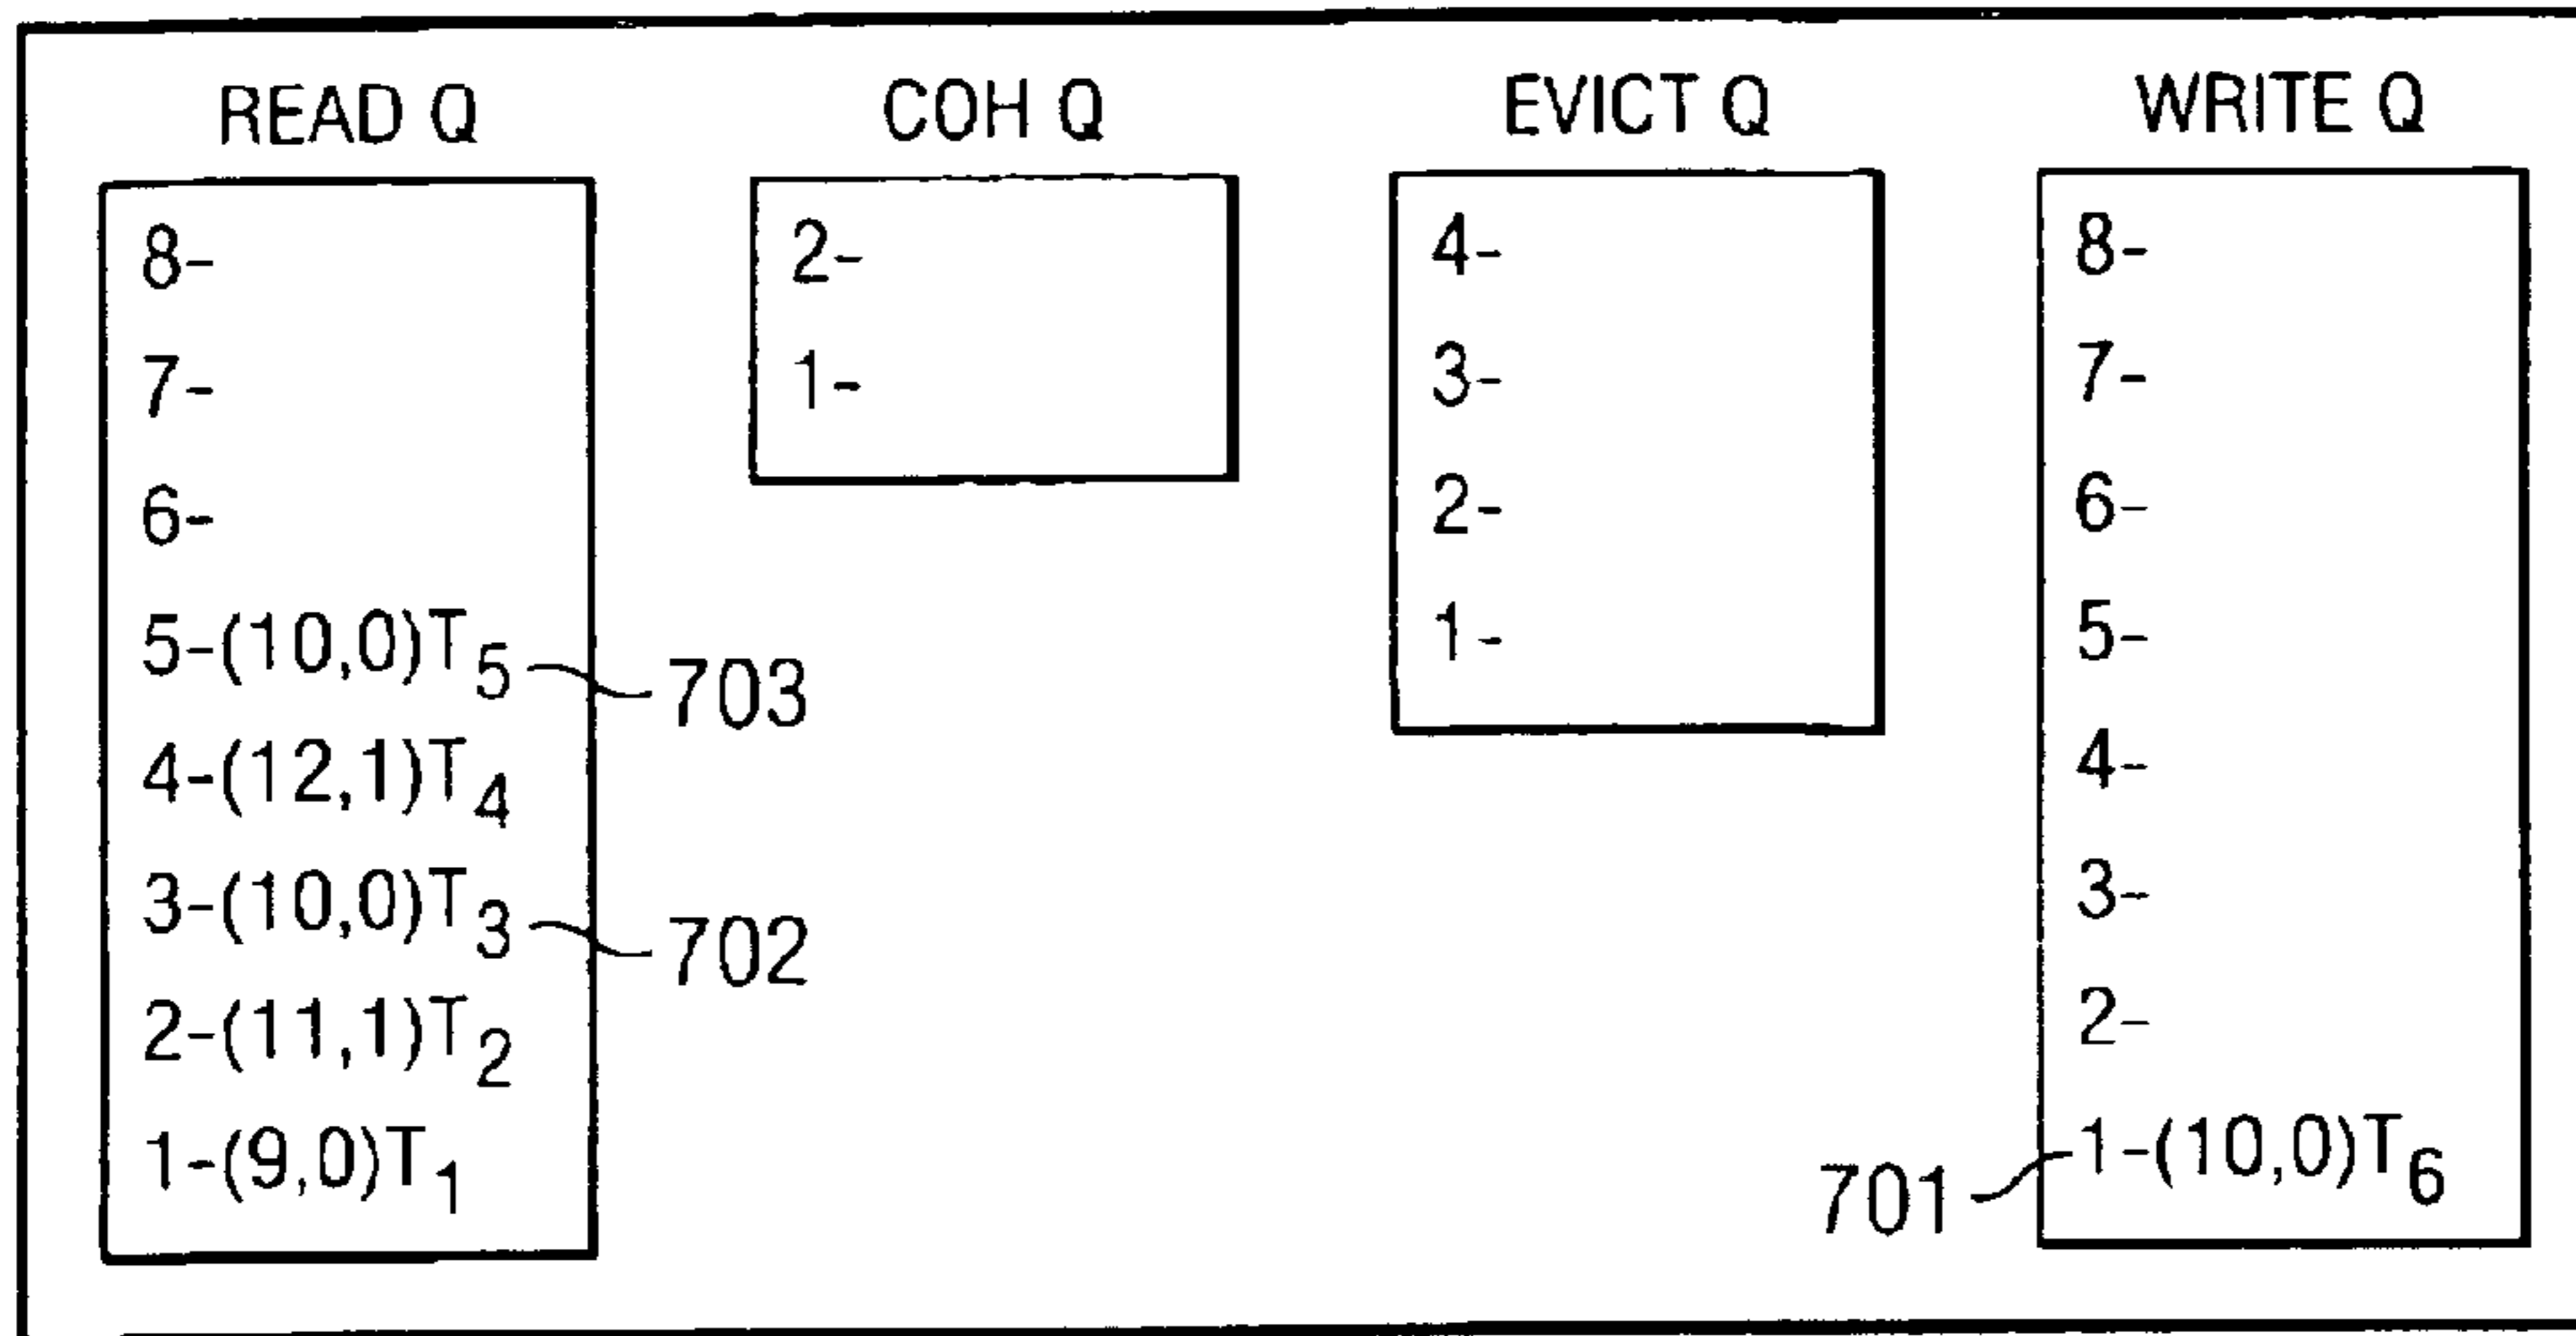 READ Q
8-
7-
6-
5-(10,0)T5
703
4-(12,1)T4
3-(10,0)T3
702
2-(11,1)T2
1-(9,0)T1
COH Q
2-
1-
EVICT Q
4-
3-
2-
1-
WRITE Q
8-
7-
6-
5-
4-
3-
2-
701
1-(10,0)T6